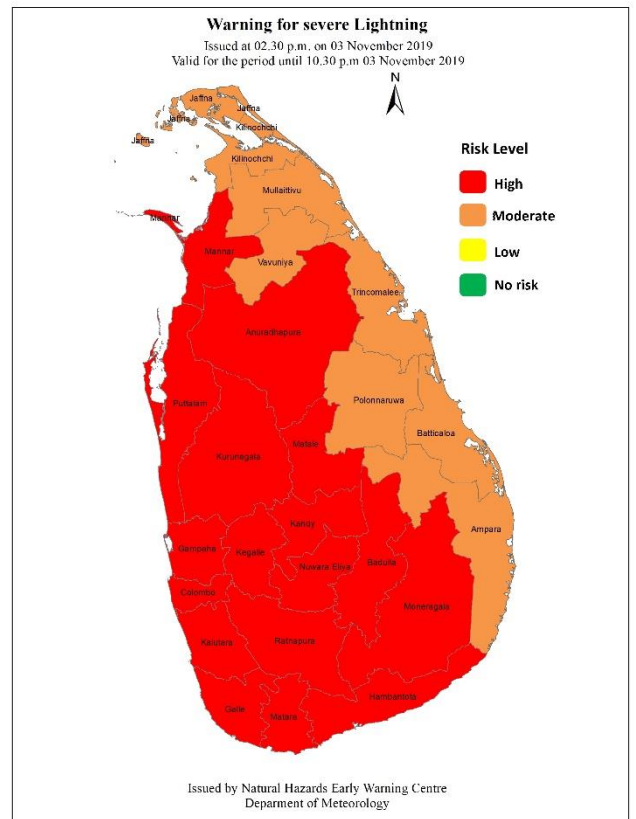 Warning for severe Lightning
Issued at 02.30 p.m. on 03 November 2019
Valid for the period until 10.30 p.m 03 November 2019
N
Jaffna
Jaffna
Jaffna
Kilinochchi
Jaffna
Kilinochchi
Mullaittivu
Mannar
Mannar
Vavuniya
Trincomalee
Anuradhapura
Puttalam
Polonnaruwa
Batticaloa
Kurunegala
Matale
Kandy
Ampara
Gampaha
Kegalle
Nuwara Eliya
Badulla
Colombo
Moneragala
Kalutara
Ratnapura
Hambantota
Galle
Matara
Risk Level
High
Moderate
Low
No risk
Issued by Natural Hazards Early Warning Centre
Deparment of Meteorology